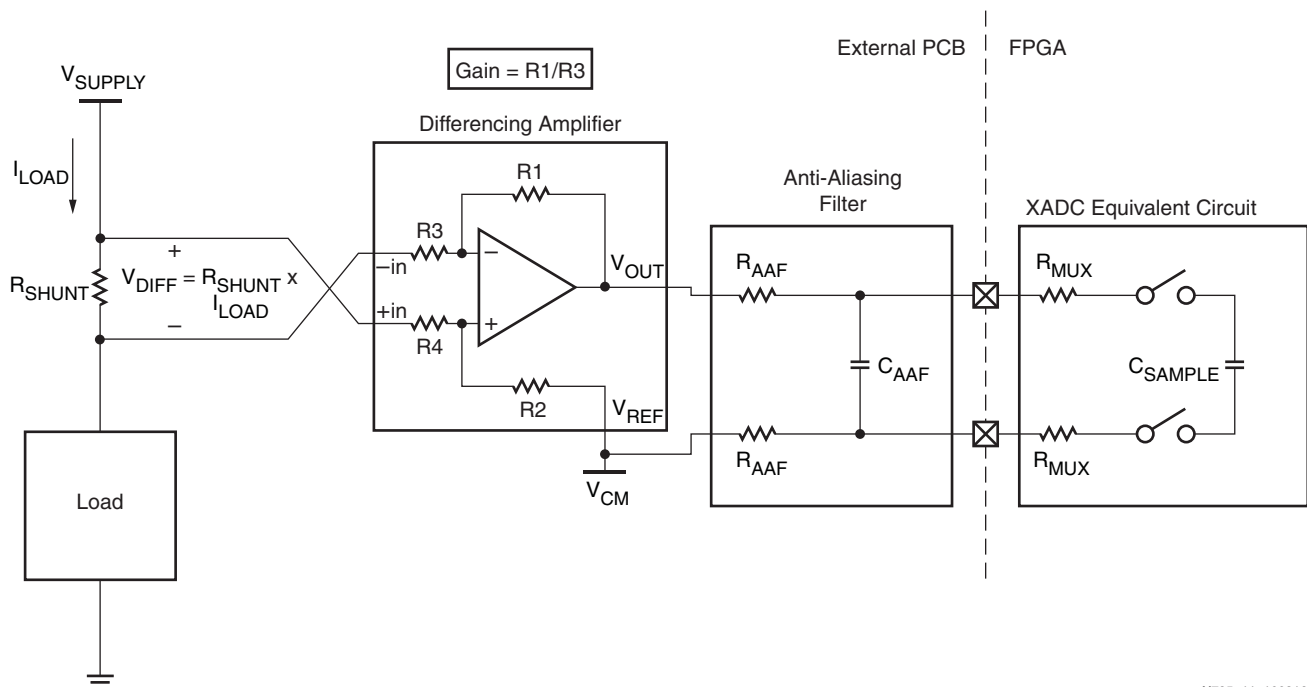 External PCB
FPGA
V_SUPPLY
Gain = R1/R3
Differencing Amplifier
I_LOAD
R1
Anti-Aliasing
Filter
XADC Equivalent Circuit
R3
+
–in
–
V_OUT
R_AAF
R_MUX
R_SHUNT
V_DIFF = R_SHUNT x
I_LOAD
+in
+
–
R4
C_AAF
C_SAMPLE
R2
V_REF
R_AAF
R_MUX
V_CM
Load